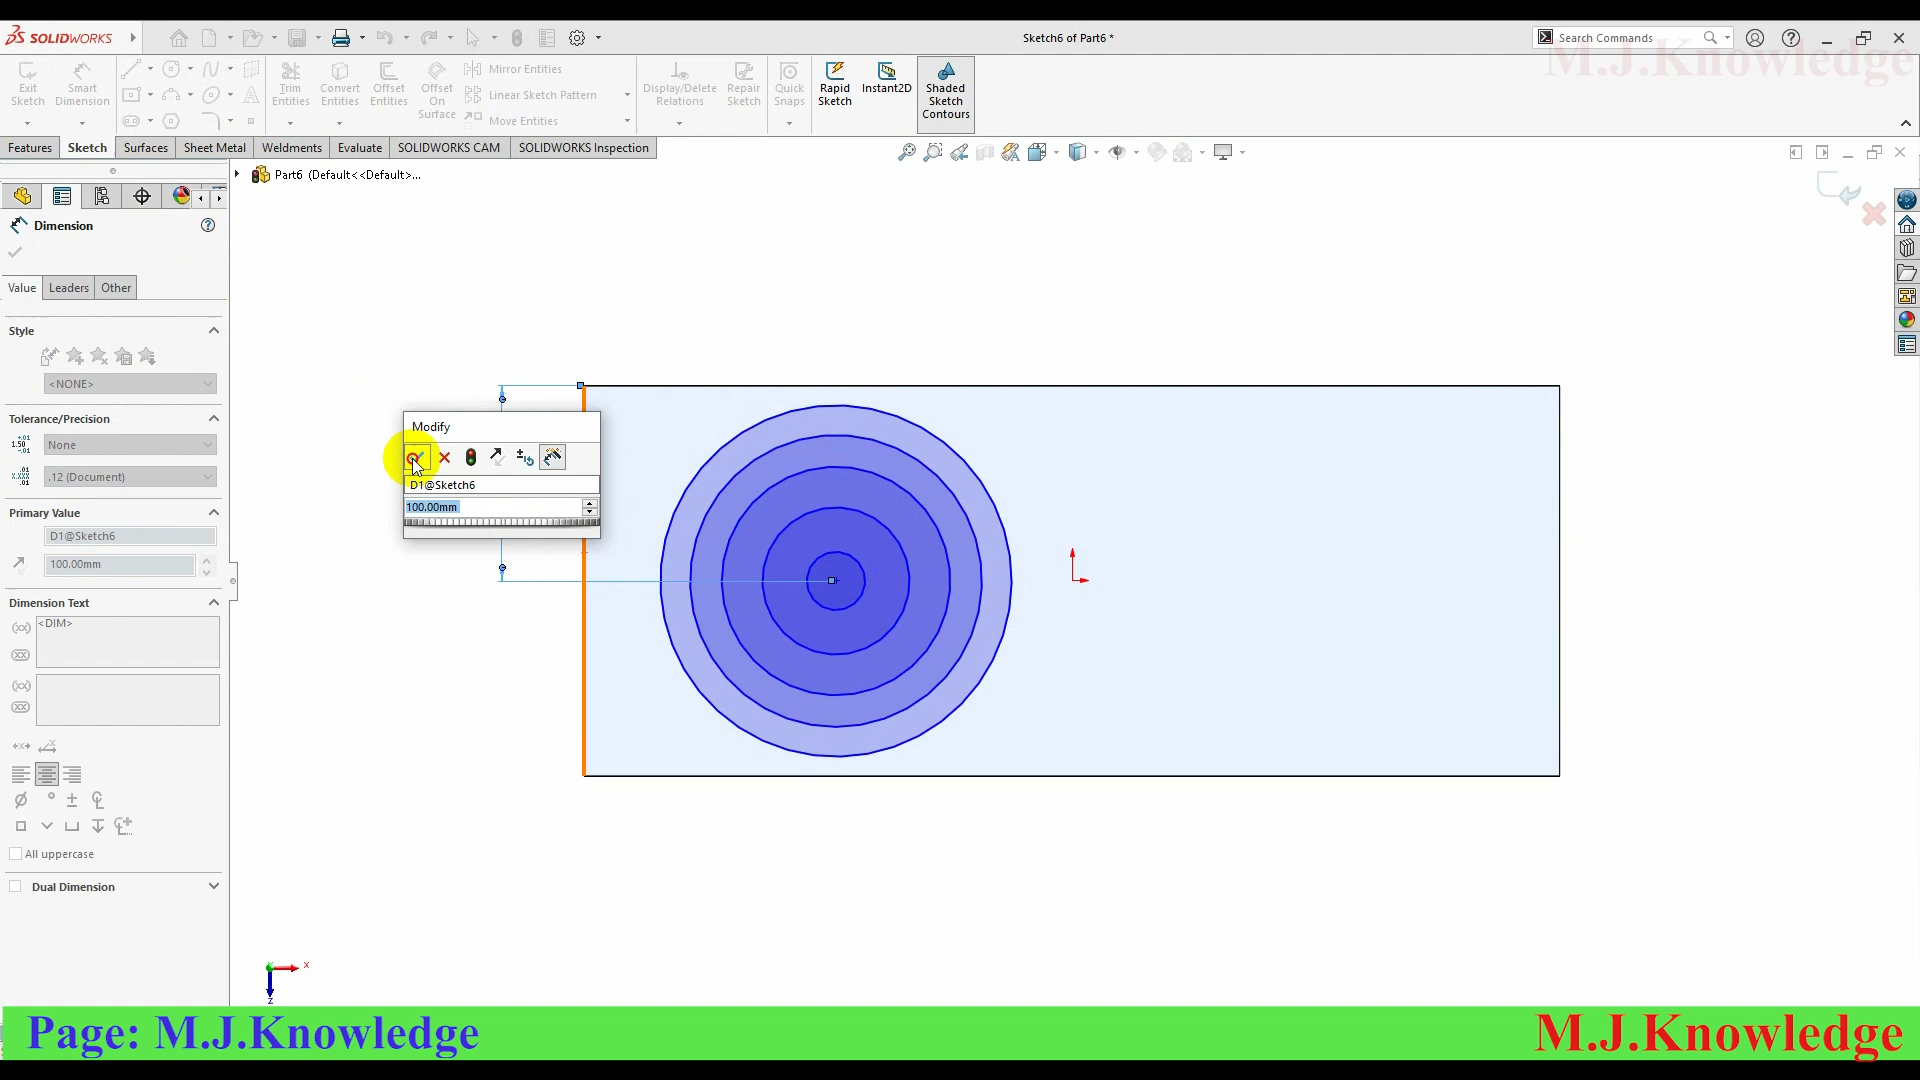 SOLIDWORKS
Sketch6 of Part6 *
Search Commands
M.J.Knowledge
Exit Sketch
Smart Dimension
Trim Entities
Convert Entities
Offset Entities
Offset On Surface
Mirror Entities
Linear Sketch Pattern
Move Entities
Display/Delete Relations
Repair Sketch
Quick Snaps
Rapid Sketch
Instant2D
Shaded Sketch Contours
Features
Sketch
Surfaces
Sheet Metal
Weldments
Evaluate
SOLIDWORKS CAM
SOLIDWORKS Inspection
Part6 (Default<<Default>...
Dimension
Value
Leaders
Other
Style
<NONE>
Tolerance/Precision
None
.12 (Document)
Primary Value
D1@Sketch6
100.00mm
Dimension Text
<DIM>
All uppercase
Dual Dimension
Modify
D1@Sketch6
100.00mm
x
z
Page: M.J.Knowledge
M.J.Knowledge